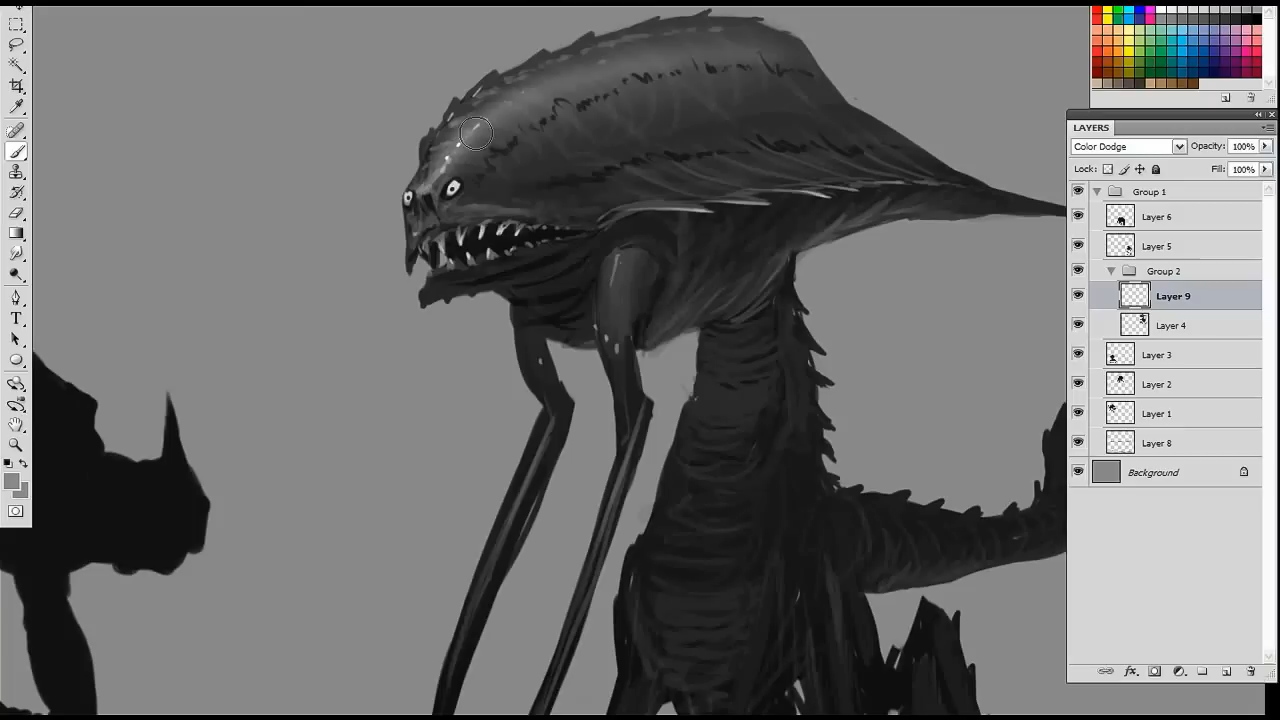 LAYERS
Color Dodge Opacity: 100%
Lock: Fill: 100%
Group 1
Layer 6
Layer 5
Group 2
Layer 9
Layer 4
Layer 3
Layer 2
Layer 1
Layer 8
Background
T
fx